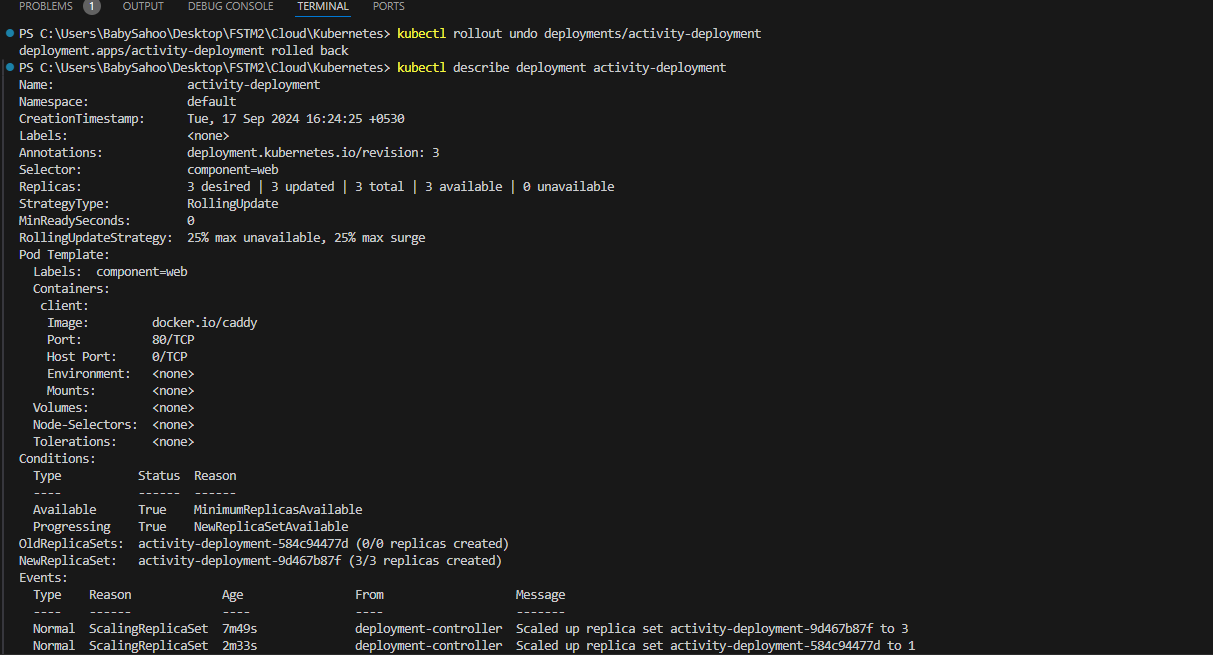 PROBLEMS 1 OUTPUT DEBUG CONSOLE TERMINAL PORTS
PS C:\Users\BabySahoo\Desktop\FSTM2\Cloud\Kubernetes> kubectl rollout undo deployments/activity-deployment
deployment.apps/activity-deployment rolled back
PS C:\Users\BabySahoo\Desktop\FSTM2\Cloud\Kubernetes> kubectl describe deployment activity-deployment
Name: activity-deployment
Namespace: default
CreationTimestamp: Tue, 17 Sep 2024 16:24:25 +0530
Labels: <none>
Annotations: deployment.kubernetes.io/revision: 3
Selector: component=web
Replicas: 3 desired | 3 updated | 3 total | 3 available | 0 unavailable
StrategyType: RollingUpdate
MinReadySeconds: 0
RollingUpdateStrategy: 25% max unavailable, 25% max surge
Pod Template:
Labels: component=web
Containers:
client:
Image: docker.io/caddy
Port: 80/TCP
Host Port: 0/TCP
Environment: <none>
Mounts: <none>
Volumes: <none>
Node-Selectors: <none>
Tolerations: <none>
Conditions:
Type Status Reason
---- ------ ------
Available True MinimumReplicasAvailable
Progressing True NewReplicaSetAvailable
OldReplicaSets: activity-deployment-584c94477d (0/0 replicas created)
NewReplicaSet: activity-deployment-9d467b87f (3/3 replicas created)
Events:
Type Reason Age From Message
---- ------ ---- ---- -------
Normal ScalingReplicaSet 7m49s deployment-controller Scaled up replica set activity-deployment-9d467b87f to 3
Normal ScalingReplicaSet 2m33s deployment-controller Scaled up replica set activity-deployment-584c94477d to 1